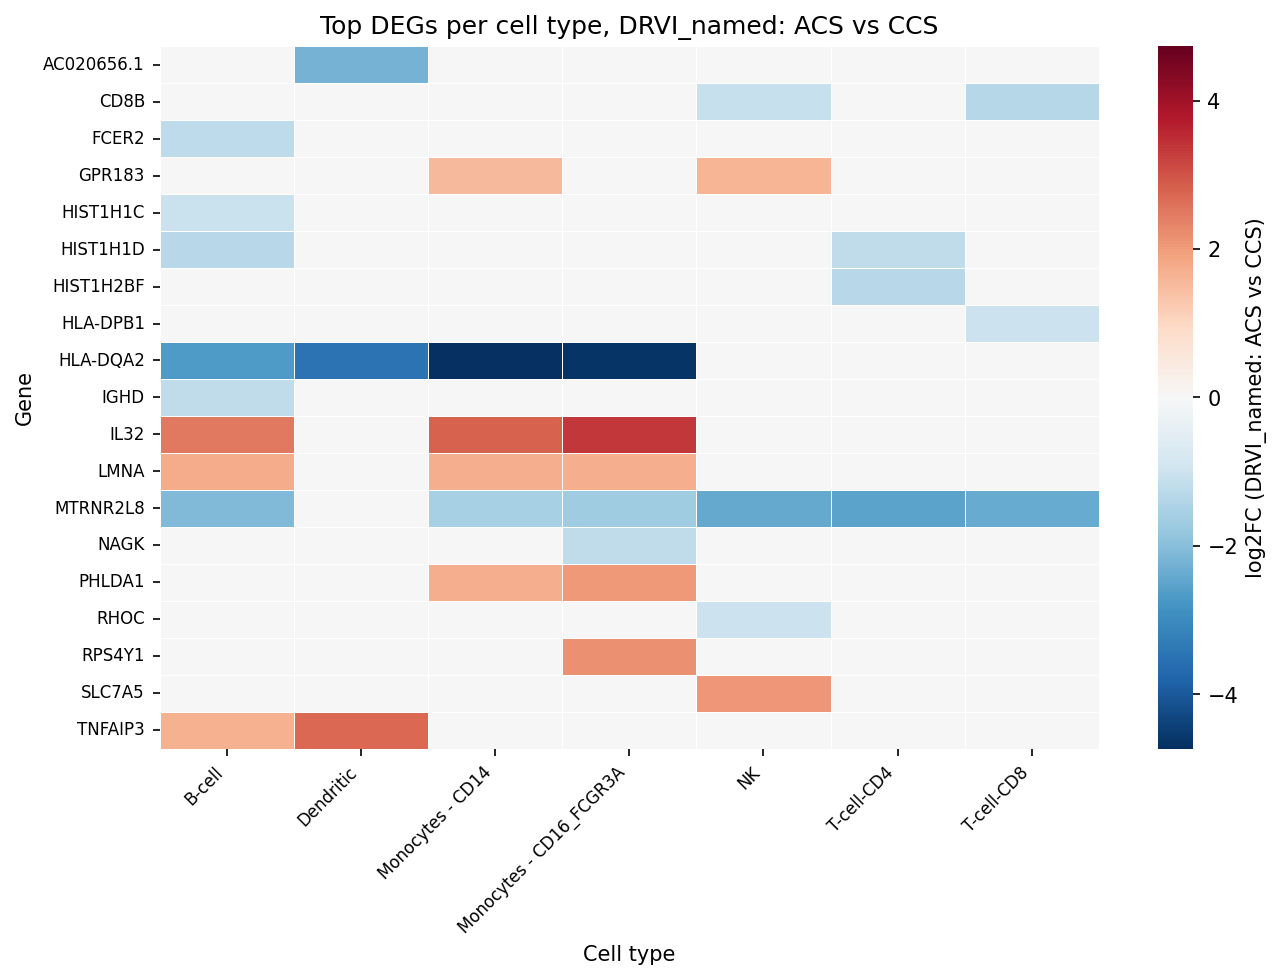 Top DEGs per cell type, DRVI_named: ACS vs CCS
Gene
AC020656.1
CD8B
FCER2
GPR183
HIST1H1C
HIST1H1D
HIST1H2BF
HLA-DPB1
HLA-DQA2
IGHD
IL32
LMNA
MTRNR2L8
NAGK
PHLDA1
RHOC
RPS4Y1
SLC7A5
TNFAIP3
B-cell
Dendritic
Monocytes - CD14
Monocytes - CD16_FCGR3A
NK
T-cell-CD4
T-cell-CD8
Cell type
4
2
0
−2
−4
log2FC (DRVI_named: ACS vs CCS)